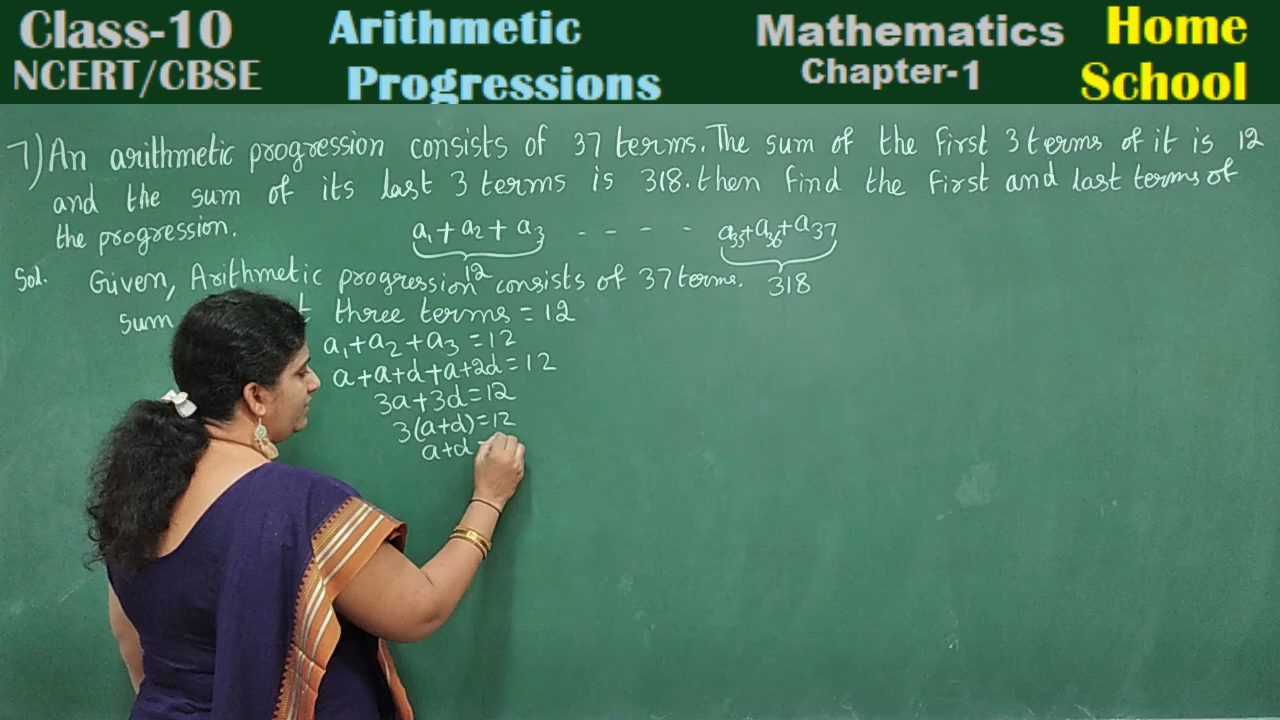 Class-10
NCERT/CBSE
Arithmetic
Progressions
Mathematics
Chapter-1
Home
School
7) An arithmetic progression consists of 37 terms. The sum of the first 3 terms of it is 12
and the sum of its last 3 terms is 318. then find the first and last terms of
the progression.
a₁ + a₂ + a₃ - - - - a₃₅+a₃₆+a₃₇
12
318
Sol. Given, Arithmetic progression consists of 37 terms.
Sum three terms = 12
a₁+a₂+a₃ = 12
a+a+d+a+2d = 12
3a+3d=12
3(a+d)=12
a+d =